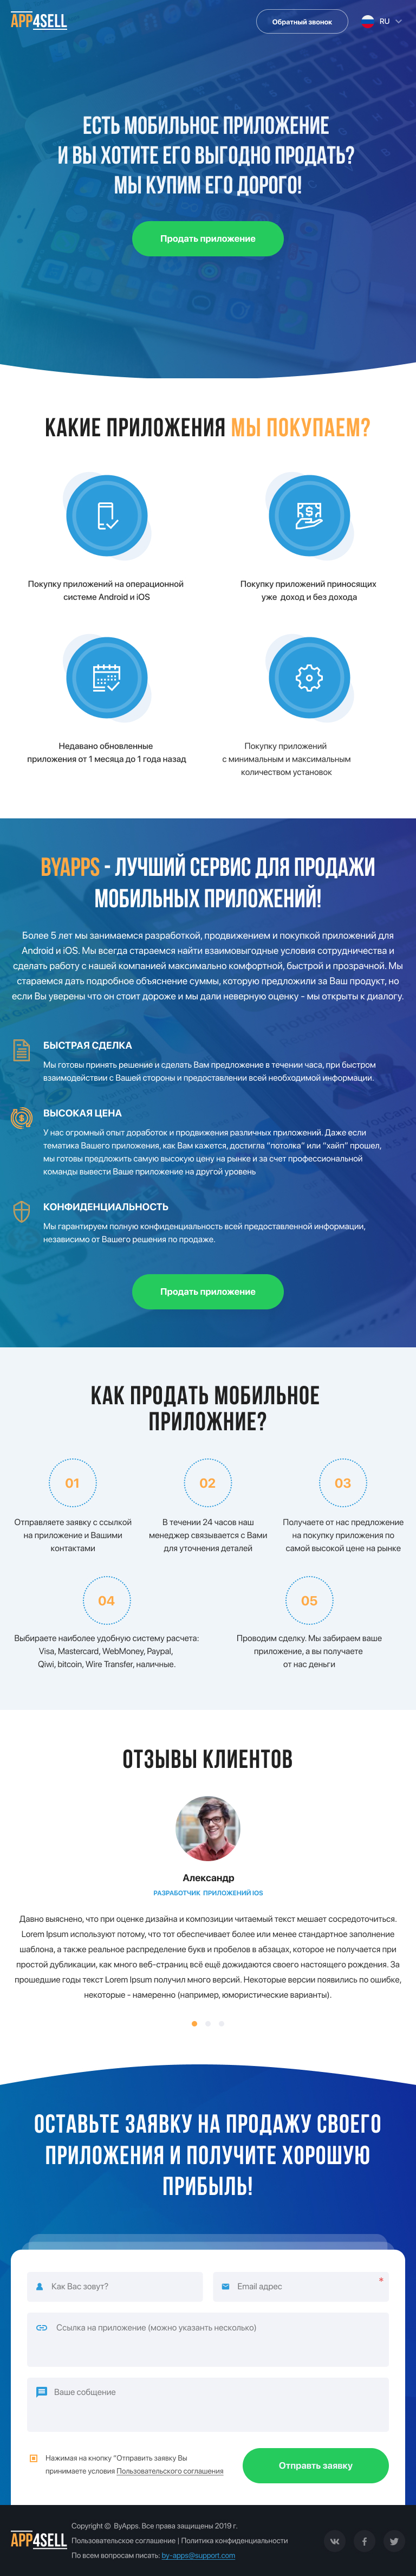 APP4SELL
Обратный звонок
RU
ЕСТЬ МОБИЛЬНОЕ ПРИЛОЖЕНИЕ
И ВЫ ХОТИТЕ ЕГО ВЫГОДНО ПРОДАТЬ?
МЫ КУПИМ ЕГО ДОРОГО!
Продать приложение
КАКИЕ ПРИЛОЖЕНИЯ МЫ ПОКУПАЕМ?
Покупку приложений на операционной
системе Android и iOS
Покупку приложений приносящих
уже доход и без дохода
Недавано обновленные
приложения от 1 месяца до 1 года назад
Покупку приложений
с минимальным и максимальным
количеством установок
BYAPPS - ЛУЧШИЙ СЕРВИС ДЛЯ ПРОДАЖИ
МОБИЛЬНЫХ ПРИЛОЖЕНИЙ!
Более 5 лет мы занимаемся разработкой, продвижением и покупкой приложений для
Android и iOS. Мы всегда стараемся найти взаимовыгодные условия сотрудничества и
сделать работу с нашей компанией максимально комфортной, быстрой и прозрачной. Мы
стараемся дать подробное объяснение суммы, которую предложили за Ваш продукт, но
если Вы уверены что он стоит дороже и мы дали неверную оценку - мы открыты к диалогу.
БЫСТРАЯ СДЕЛКА
Мы готовы принять решение и сделать Вам предложение в течении часа, при быстром
взаимодействии с Вашей стороны и предоставлении всей необходимой информации.
ВЫСОКАЯ ЦЕНА
У нас огромный опыт доработок и продвижения различных приложений. Даже если
тематика Вашего приложения, как Вам кажется, достигла "потолка" или "хайп" прошел,
мы готовы предложить самую высокую цену на рынке и за счет профессиональной
команды вывести Ваше приложение на другой уровень
КОНФИДЕНЦИАЛЬНОСТЬ
Мы гарантируем полную конфиденциальность всей предоставленной информации,
независимо от Вашего решения по продаже.
Продать приложение
КАК ПРОДАТЬ МОБИЛЬНОЕ
ПРИЛОЖНИЕ?
01
Отправляете заявку с ссылкой
на приложение и Вашими
контактами
02
В течении 24 часов наш
менеджер связывается с Вами
для уточнения деталей
03
Получаете от нас предложение
на покупку приложения по
самой высокой цене на рынке
04
Выбираете наиболее удобную систему расчета:
Visa, Mastercard, WebMoney, Paypal,
Qiwi, bitcoin, Wire Transfer, наличные.
05
Проводим сделку. Мы забираем ваше
приложение, а вы получаете
от нас деньги
ОТЗЫВЫ КЛИЕНТОВ
Александр
РАЗРАБОТЧИК ПРИЛОЖЕНИЙ IOS
Давно выяснено, что при оценке дизайна и композиции читаемый текст мешает сосредоточиться.
Lorem Ipsum используют потому, что тот обеспечивает более или менее стандартное заполнение
шаблона, а также реальное распределение букв и пробелов в абзацах, которое не получается при
простой дубликации, как много веб-страниц всё ещё дожидаются своего настоящего рождения. За
прошедшие годы текст Lorem Ipsum получил много версий. Некоторые версии появились по ошибке,
некоторые - намеренно (например, юмористические варианты).
ОСТАВЬТЕ ЗАЯВКУ НА ПРОДАЖУ СВОЕГО
ПРИЛОЖЕНИЯ И ПОЛУЧИТЕ ХОРОШУЮ
ПРИБЫЛЬ!
Как Вас зовут?
Email адрес *
Ссылка на приложение (можно указанть несколько)
Ваше собщение
Нажимая на кнопку "Отправить заявку Вы
принимаете условия Пользовательского соглашения
Отправть заявку
APP4SELL
Copyright © ByApps. Все права защищены 2019 г.
Пользовательское соглашение | Политика конфиденциальности
По всем вопросам писать: by-apps@support.com